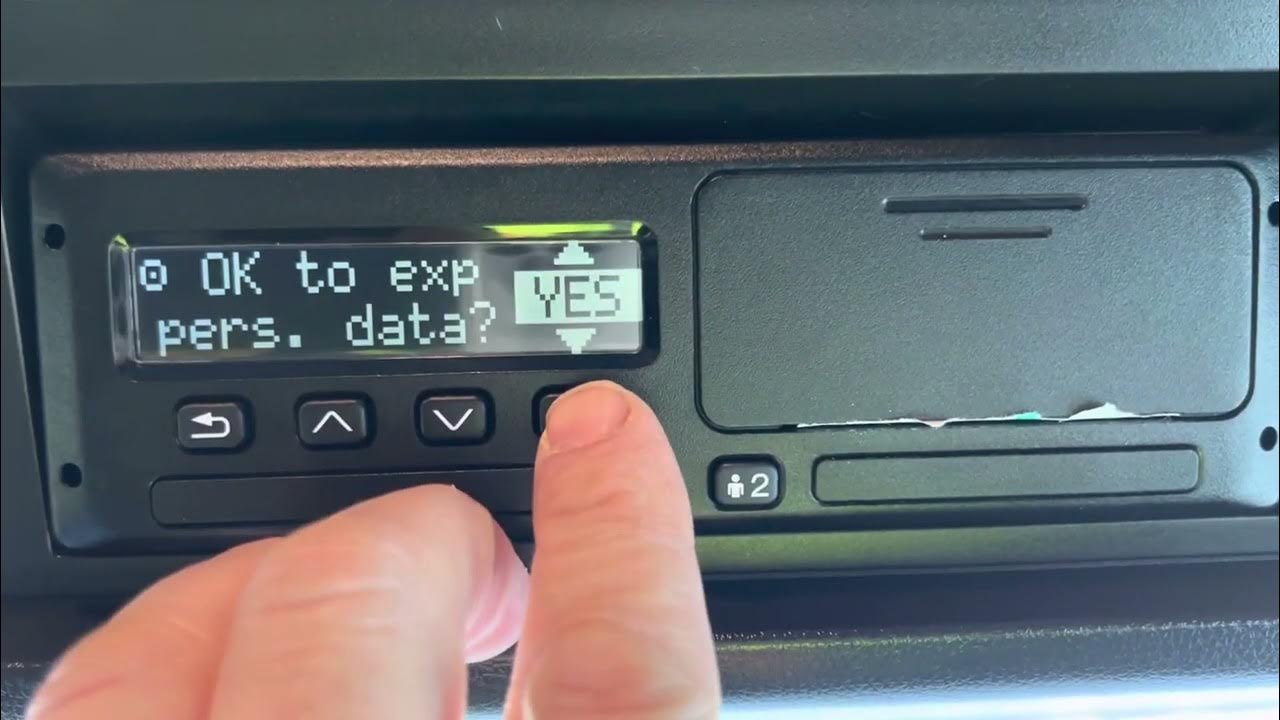 OK to exp
pers. data?
YES
2